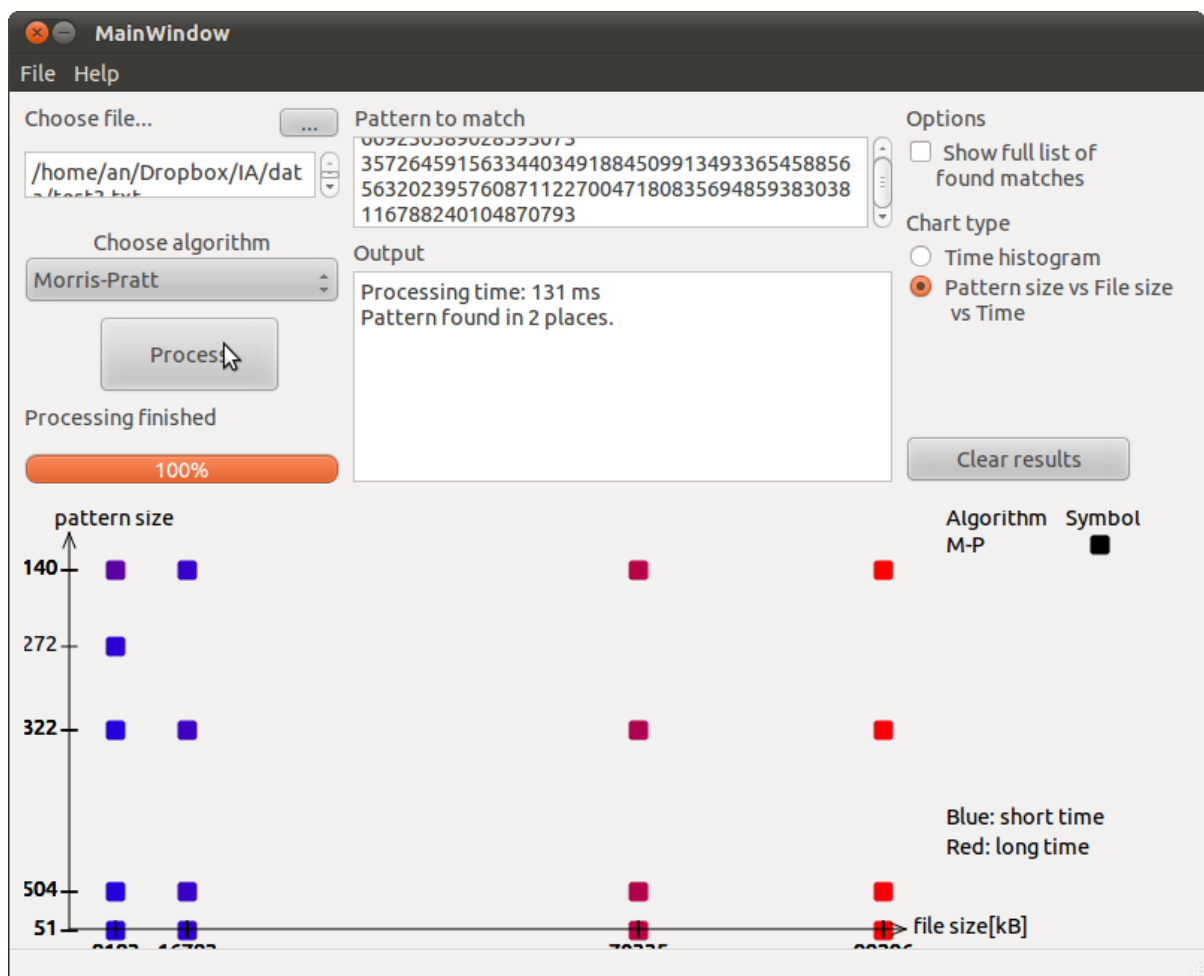 MainWindow
File Help
Choose file...
...
/home/an/Dropbox/IA/dat
Choose algorithm
Morris-Pratt
Process
Processing finished
100%
Pattern to match
35726459156334403491884509913493365458856
563202395760871122700471808356948593830​38
116788240104870793
Output
Processing time: 131 ms
Pattern found in 2 places.
Options
Show full list of
found matches
Chart type
Time histogram
Pattern size vs File size
vs Time
Clear results
pattern size
140
272
322
504
51
file size[kB]
Algorithm Symbol
M-P
Blue: short time
Red: long time